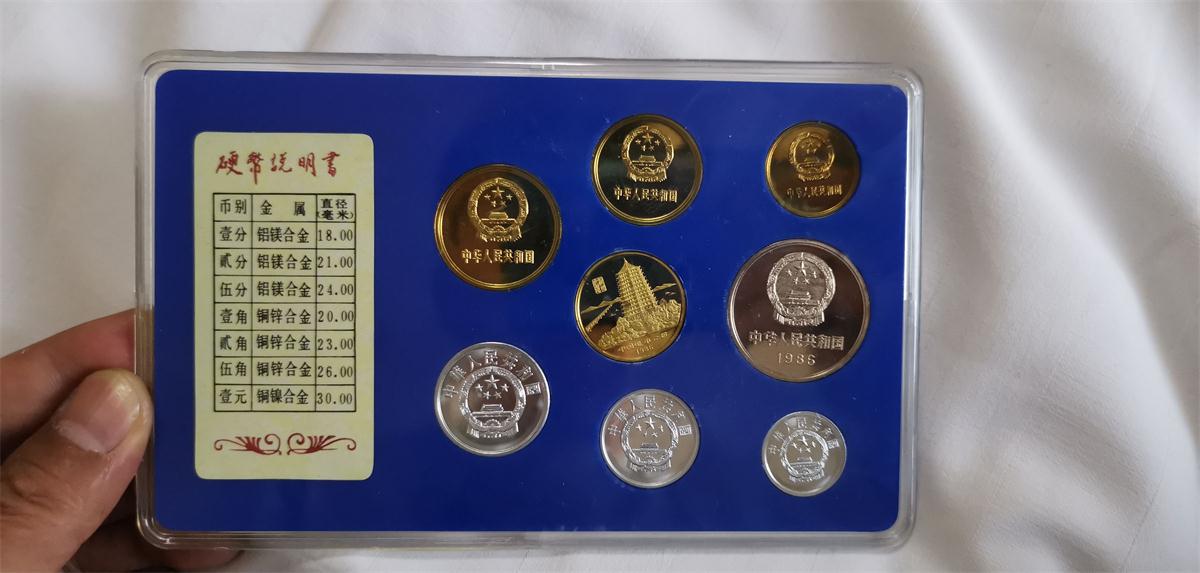 硬幣说明書
币别 金属 直径(毫米)
壹分 铝镁合金 18.00
贰分 铝镁合金 21.00
伍分 铝镁合金 24.00
壹角 铜锌合金 20.00
贰角 铜锌合金 23.00
伍角 铜锌合金 26.00
壹元 铜镍合金 30.00
中华人民共和国
中华人民共和国
中华人民共和国
中华人民共和国
1986
中华人民共和国
中华人民共和国
中华人民共和国